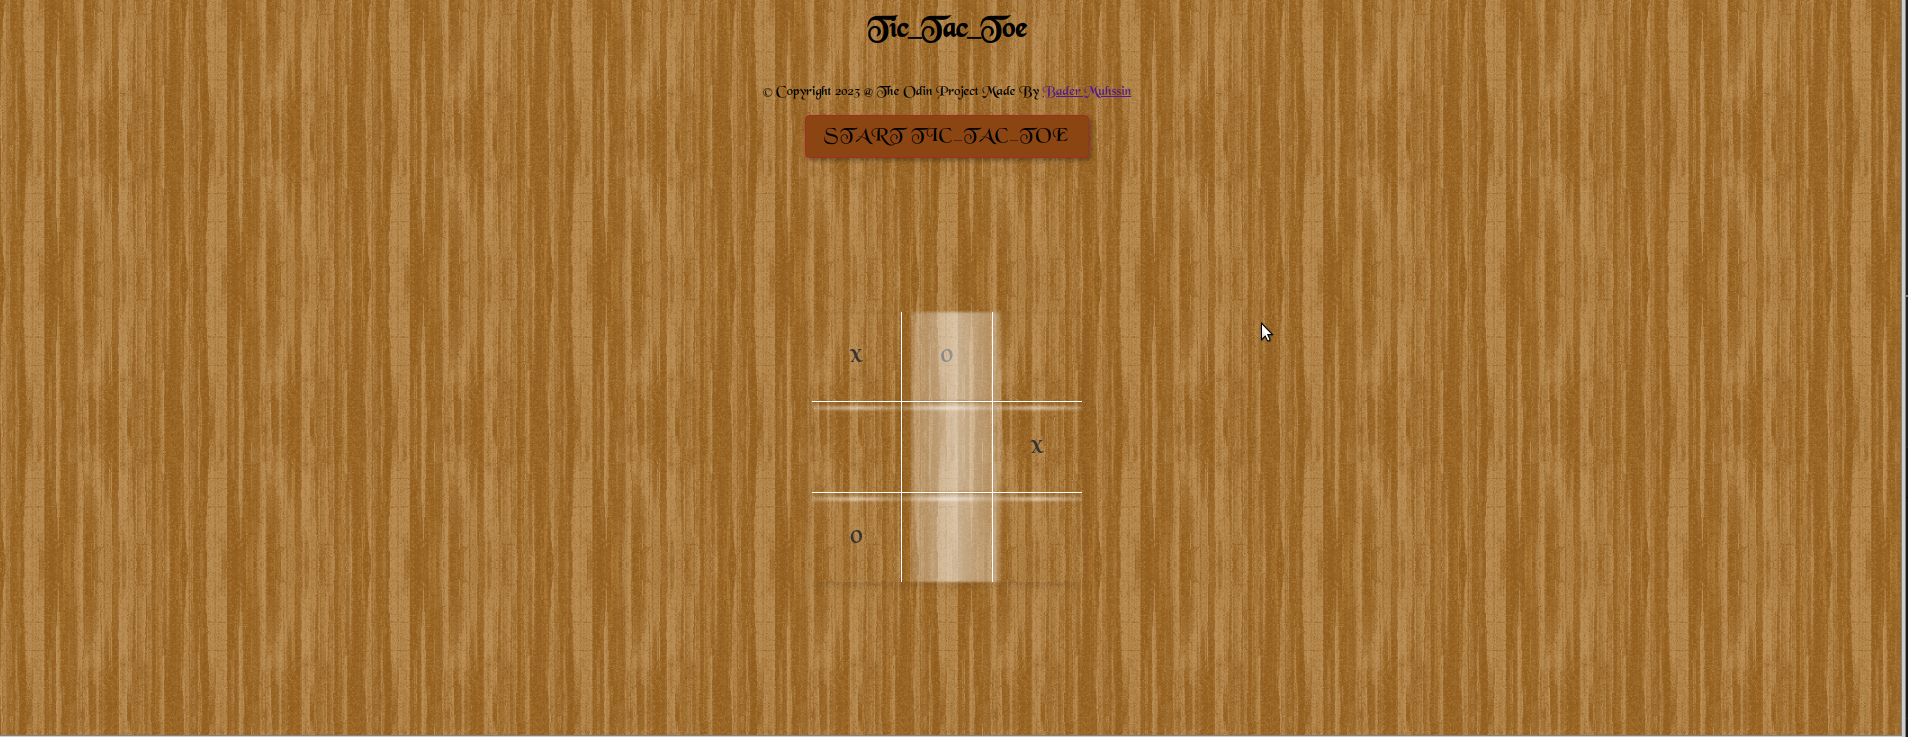 Tic_Tac_Toe
© Copyright 2023 @ The Odin Project Made By Bader Muhssin
START TIC_TAC_TOE
x o
x
o